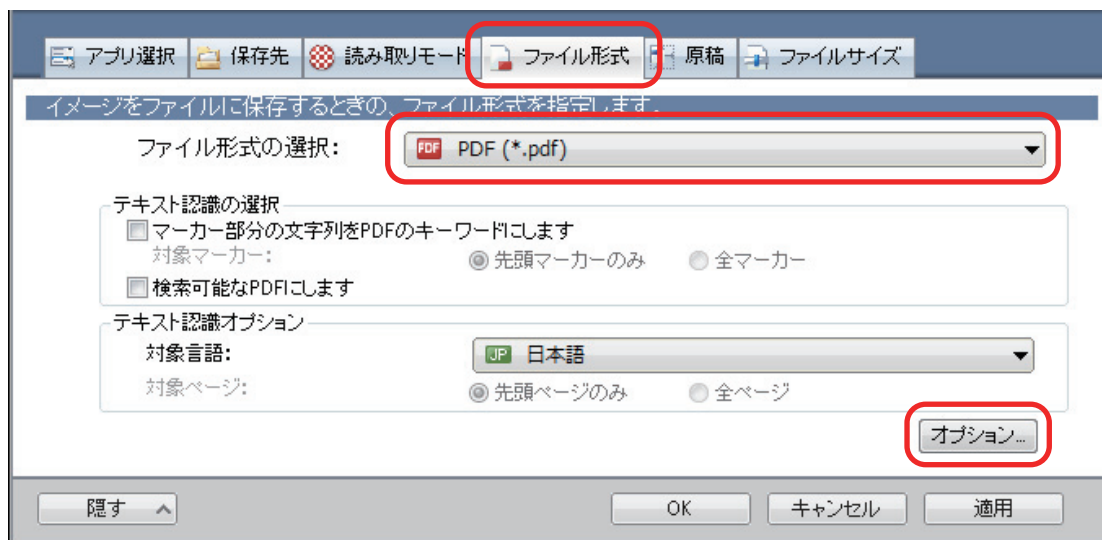 アプリ選択 保存先 読み取りモード ファイル形式 原稿 ファイルサイズ
イメージをファイルに保存するときの、ファイル形式を指定します。
ファイル形式の選択: PDF PDF (*.pdf)
テキスト認識の選択
マーカー部分の文字列をPDFのキーワードにします
対象マーカー: 先頭マーカーのみ 全マーカー
検索可能なPDFにします
テキスト認識オプション
対象言語: JP 日本語
対象ページ: 先頭ページのみ 全ページ
オプション...
隠す OK キャンセル 適用